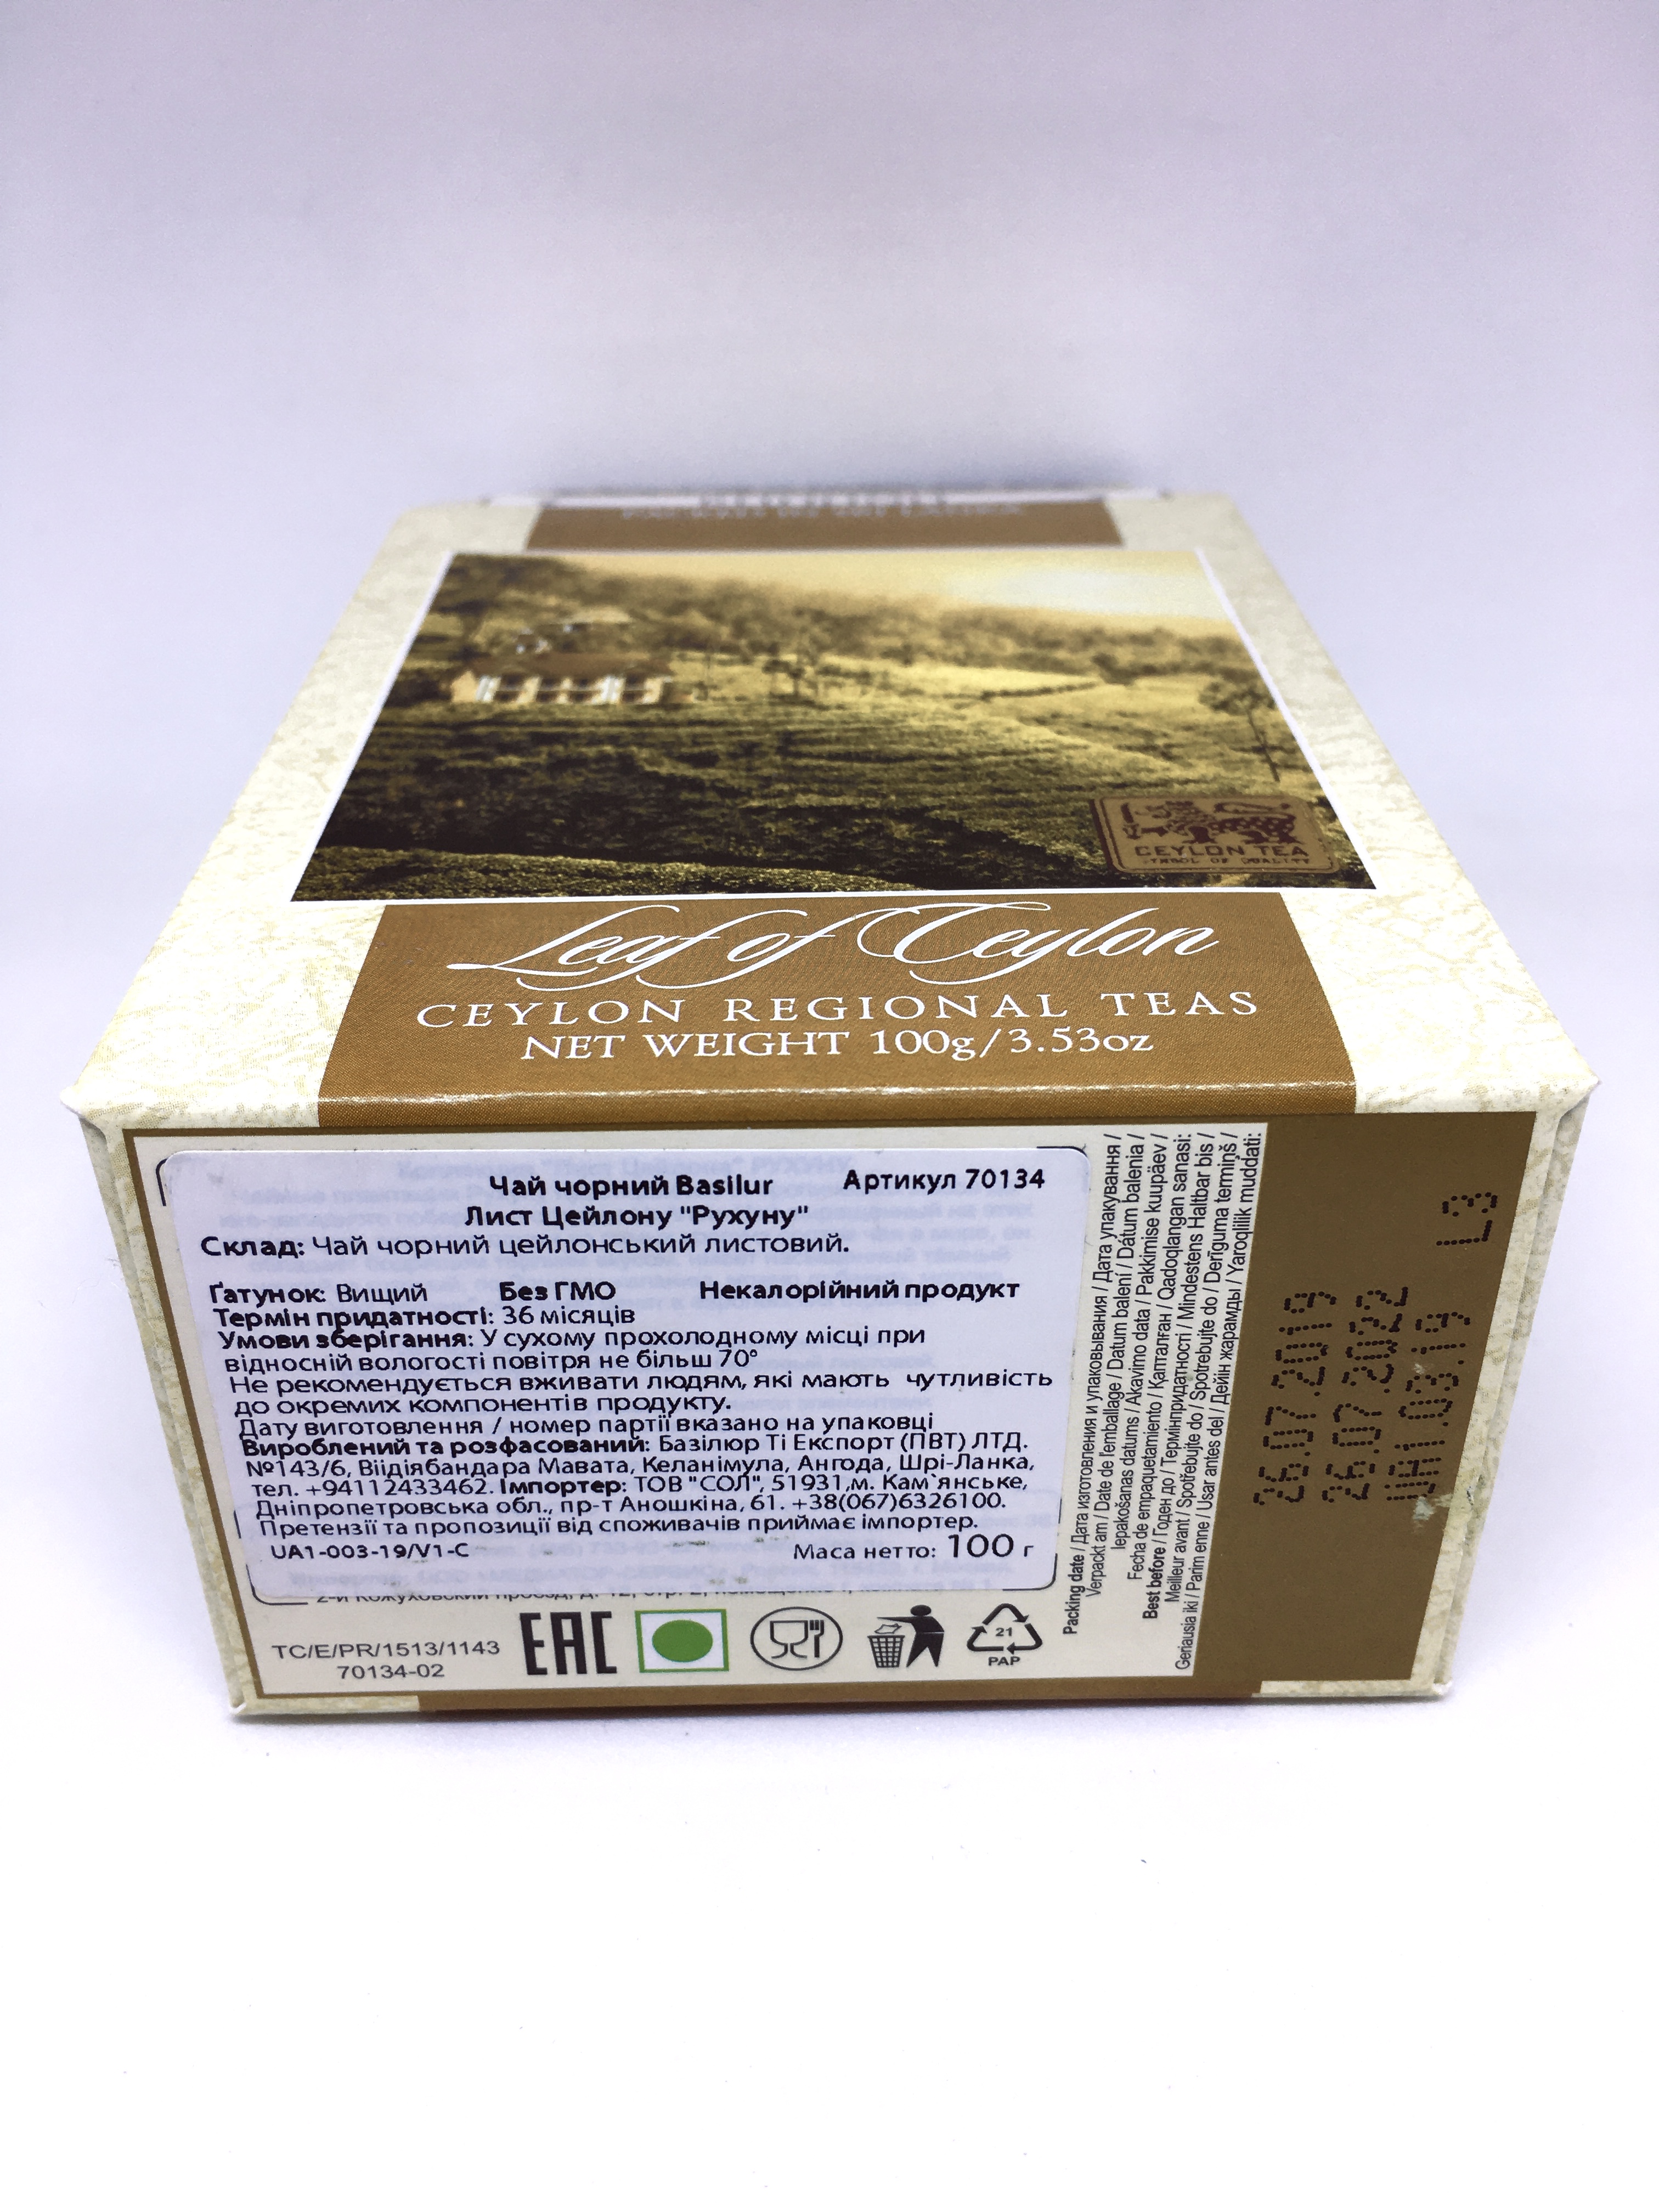 CEYLON TEA
SYMBOL OF QUALITY
Leaf of Ceylon
CEYLON REGIONAL TEAS
NET WEIGHT 100g/3.53oz
Чай чорний Basilur Артикул 70134
Лист Цейлону "Рухуну"
Склад: Чай чорний цейлонський листовий.
Ґатунок: Вищий Без ГМО Некалорійний продукт
Термін придатності: 36 місяців
Умови зберігання: У сухому прохолодному місці при
відносній вологості повітря не більш 70°
Не рекомендується вживати людям, які мають чутливість
до окремих компонентів продукту.
Дату виготовлення / номер партії вказано на упаковці
Вироблений та розфасований: Базілюр Ті Експорт (ПВТ) ЛТД.
№143/6, Віідіябандара Мавата, Келанімула, Ангода, Шрі-Ланка,
тел. +94112433462. Імпортер: ТОВ "СОЛ", 51931,м. Кам`янське,
Дніпропетровська обл., пр-т Аношкіна, 61. +38(067)6326100.
Претензії та пропозиції від споживачів приймає імпортер.
UA1-003-19/V1-C Маса нетто: 100 г
TC/E/PR/1513/1143
70134-02
EAC
21
PAP
Packing date / Дата изготовления и упаковывания / Дата упакування /
Verpackt am / Date de l'emballage / Datum balení / Dátum balenia /
Iepakošanas datums / Akavimo data / Pakkimise kuupäev /
Fecha de empaquetamiento / Қапталған / Qadoqlangan sanasi:
Best before / Годен до / Термінпридатності / Mindestens Haltbar bis /
Meilleur avant / Spotřebujte do / Spotrebujte do / Derīguma termiņš /
Geriausia iki / Parim enne / Usar antes del / Дейін жарамды / Yaroqlilik muddati:
26.07.2019
26.07.2022
L3